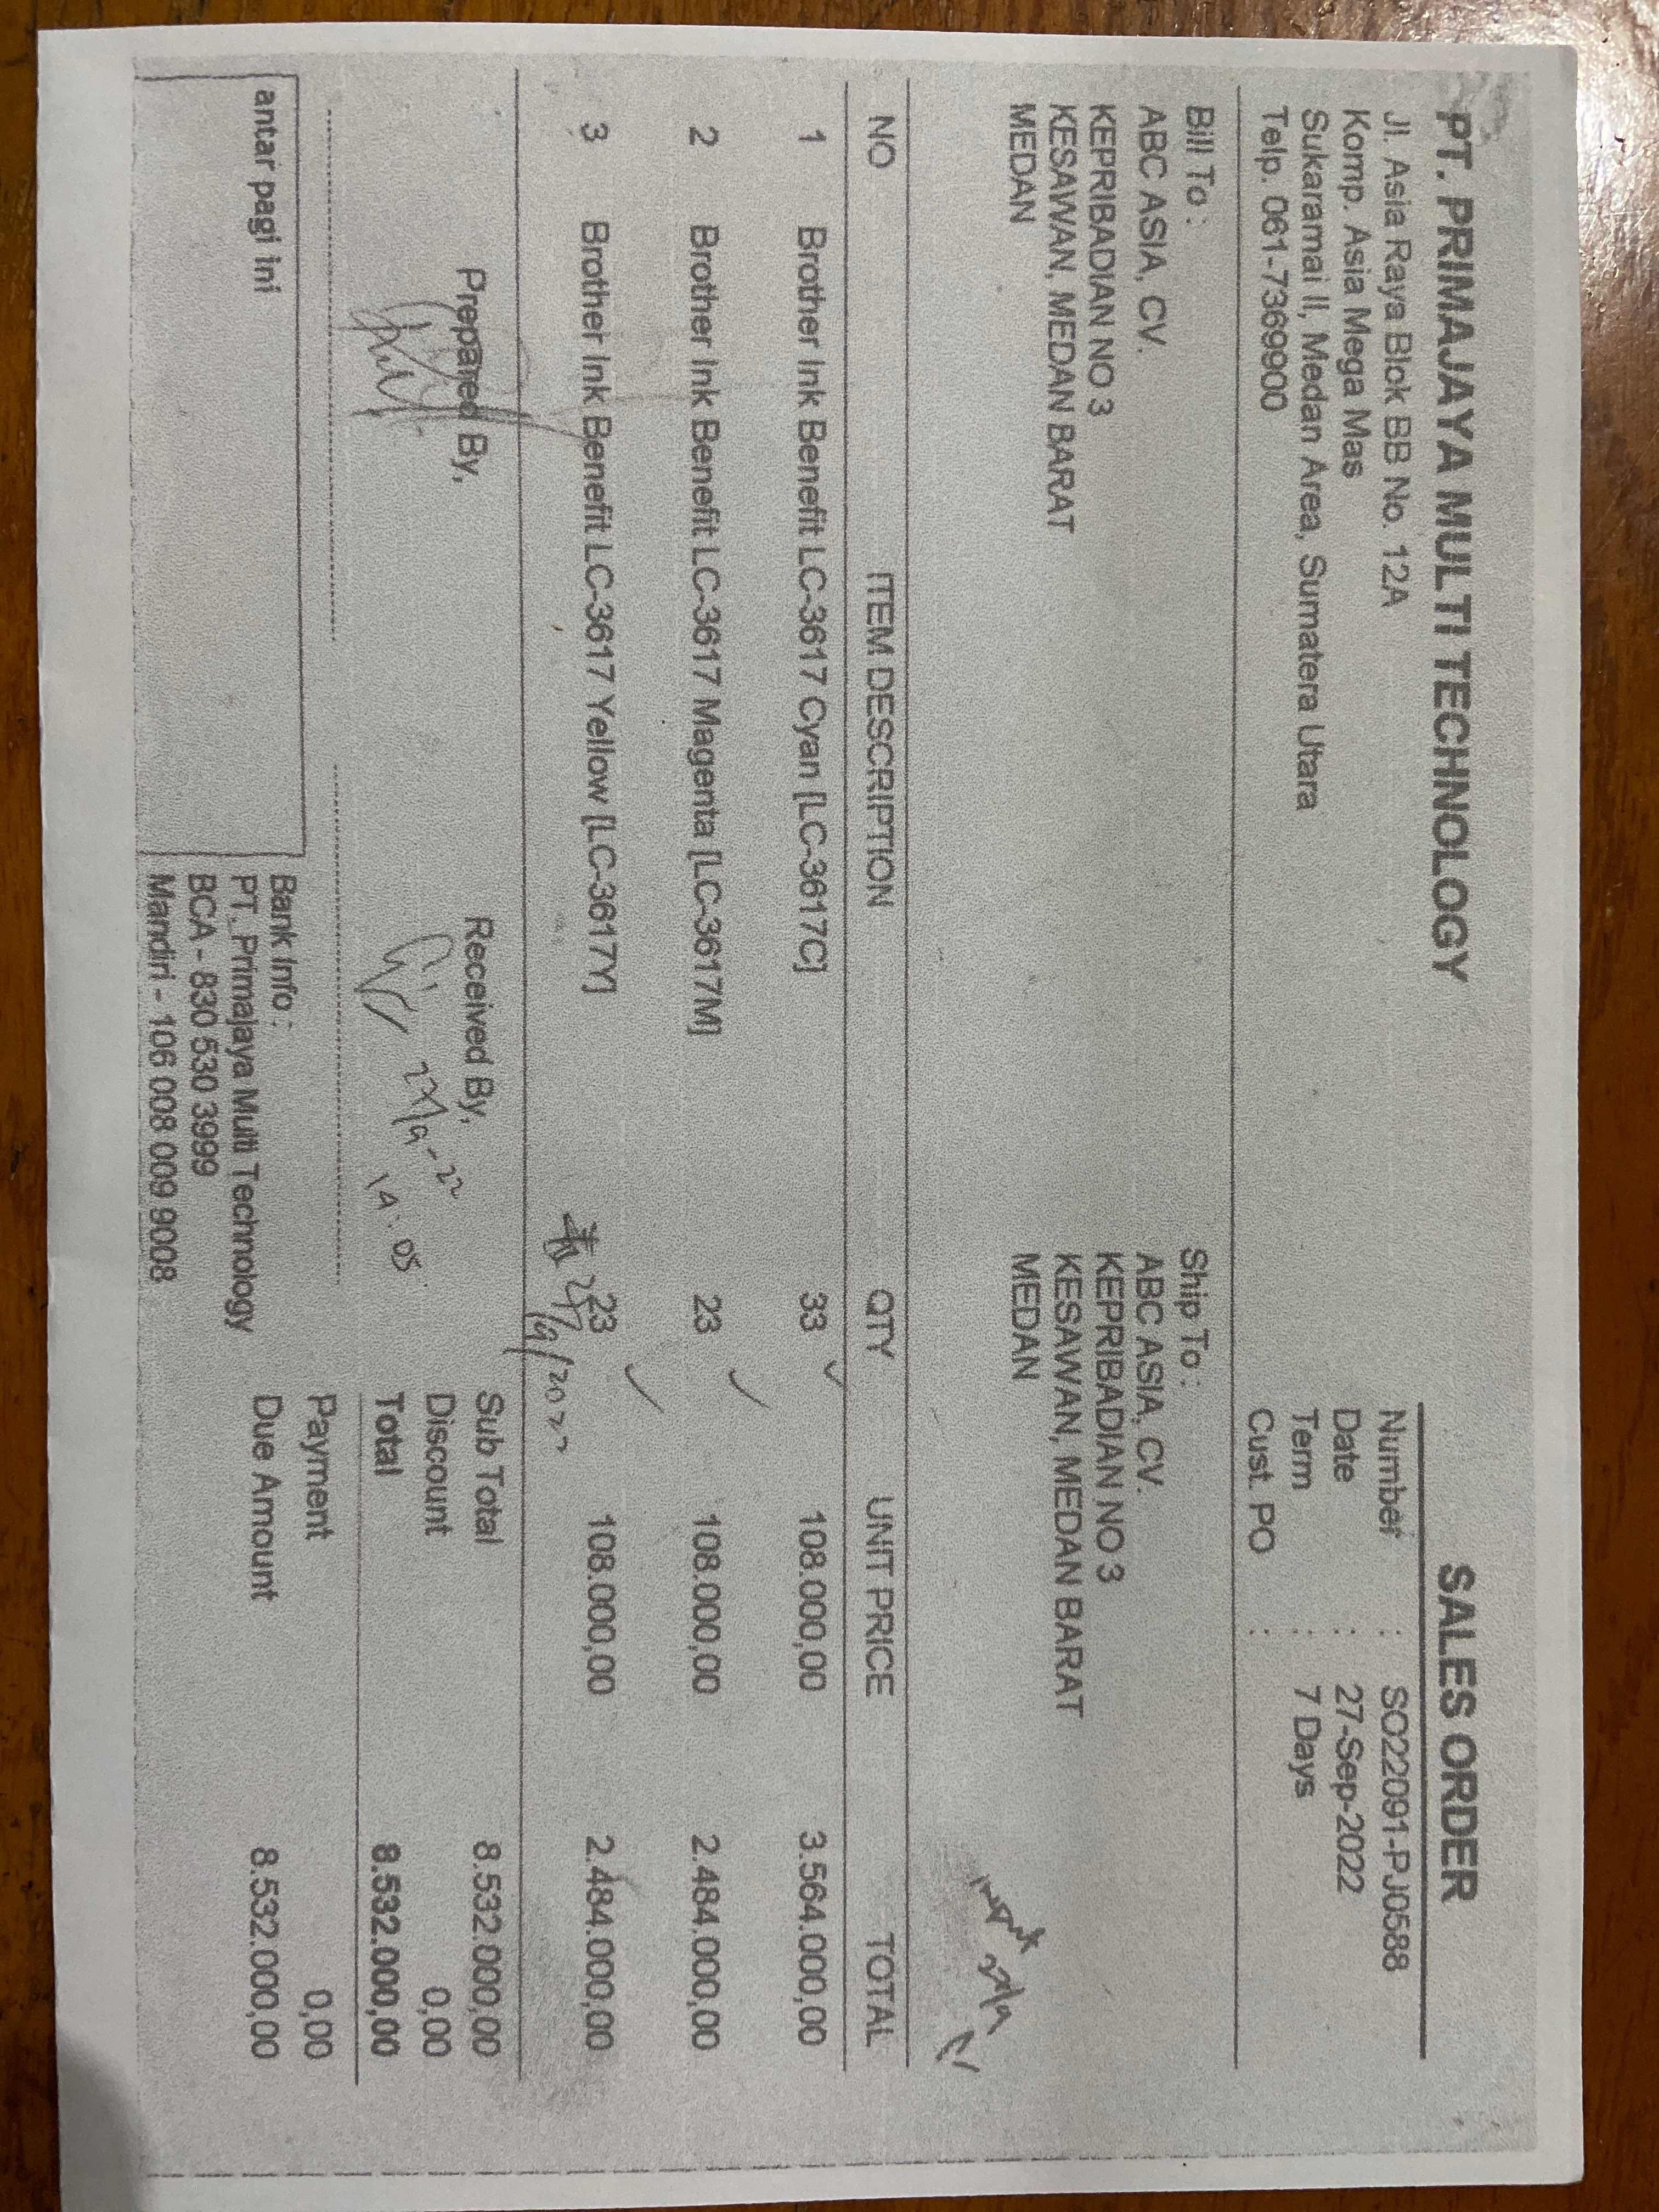 PT. PRIMAJAYA MULTI TECHNOLOGY
Jl. Asia Raya Blok BB No. 12A
Komp. Asia Mega Mas
Sukaramai II, Medan Area, Sumatera Utara
Telp. 061-7369900
SALES ORDER
Number : SO22091-PJ0588
Date : 27-Sep-2022
Term : 7 Days
Cust. PO :
Bill To :
ABC ASIA, CV.
KEPRIBADIAN NO 3
KESAWAN, MEDAN BARAT
MEDAN
Ship To :
ABC ASIA, CV.
KEPRIBADIAN NO 3
KESAWAN, MEDAN BARAT
MEDAN
NO ITEM DESCRIPTION QTY UNIT PRICE TOTAL
1 Brother Ink Benefit LC-3617 Cyan [LC-3617C] 33 108.000,00 3.564.000,00
2 Brother Ink Benefit LC-3617 Magenta [LC-3617M] 23 108.000,00 2.484.000,00
3 Brother Ink Benefit LC-3617 Yellow [LC-3617Y] 23 108.000,00 2.484.000,00
27/9/2022
Prepared By,
Received By,
27/9-22
14:05
Sub Total 8.532.000,00
Discount 0,00
Total 8.532.000,00
Payment 0,00
Due Amount 8.532.000,00
antar pagi ini
Bank Info :
PT. Primajaya Multi Technology
BCA - 830 530 3999
Mandiri - 106 008 009 9008